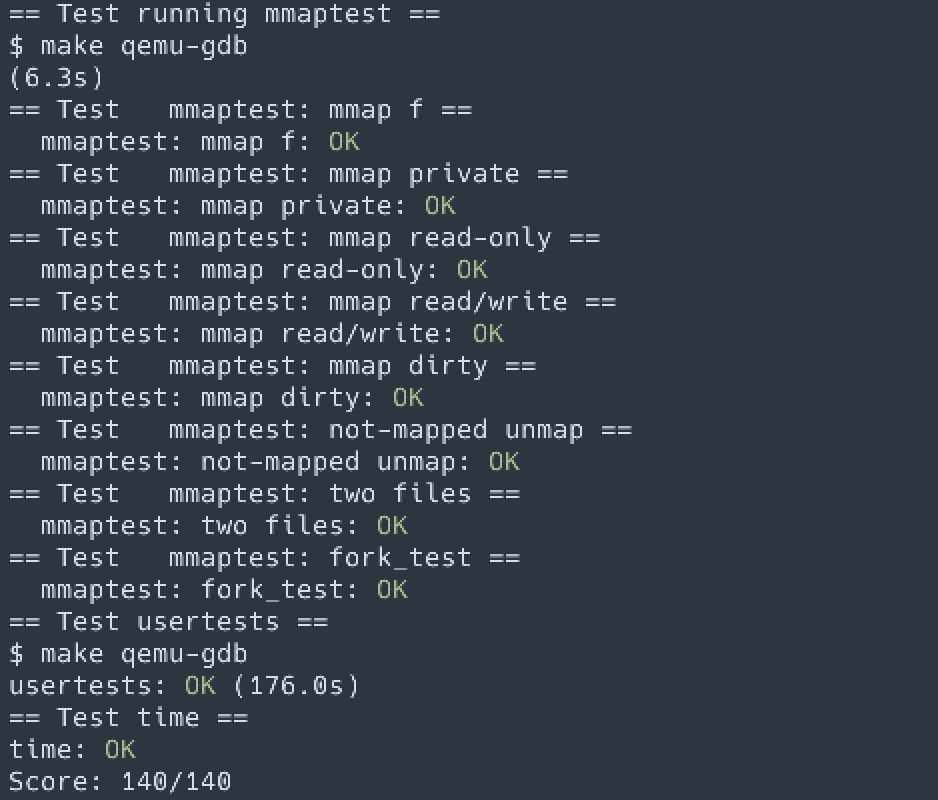 == Test running mmaptest ==
$ make qemu-gdb
(6.3s)
== Test   mmaptest: mmap f ==
  mmaptest: mmap f: OK
== Test   mmaptest: mmap private ==
  mmaptest: mmap private: OK
== Test   mmaptest: mmap read-only ==
  mmaptest: mmap read-only: OK
== Test   mmaptest: mmap read/write ==
  mmaptest: mmap read/write: OK
== Test   mmaptest: mmap dirty ==
  mmaptest: mmap dirty: OK
== Test   mmaptest: not-mapped unmap ==
  mmaptest: not-mapped unmap: OK
== Test   mmaptest: two files ==
  mmaptest: two files: OK
== Test   mmaptest: fork_test ==
  mmaptest: fork_test: OK
== Test usertests ==
$ make qemu-gdb
usertests: OK (176.0s)
== Test time ==
time: OK
Score: 140/140